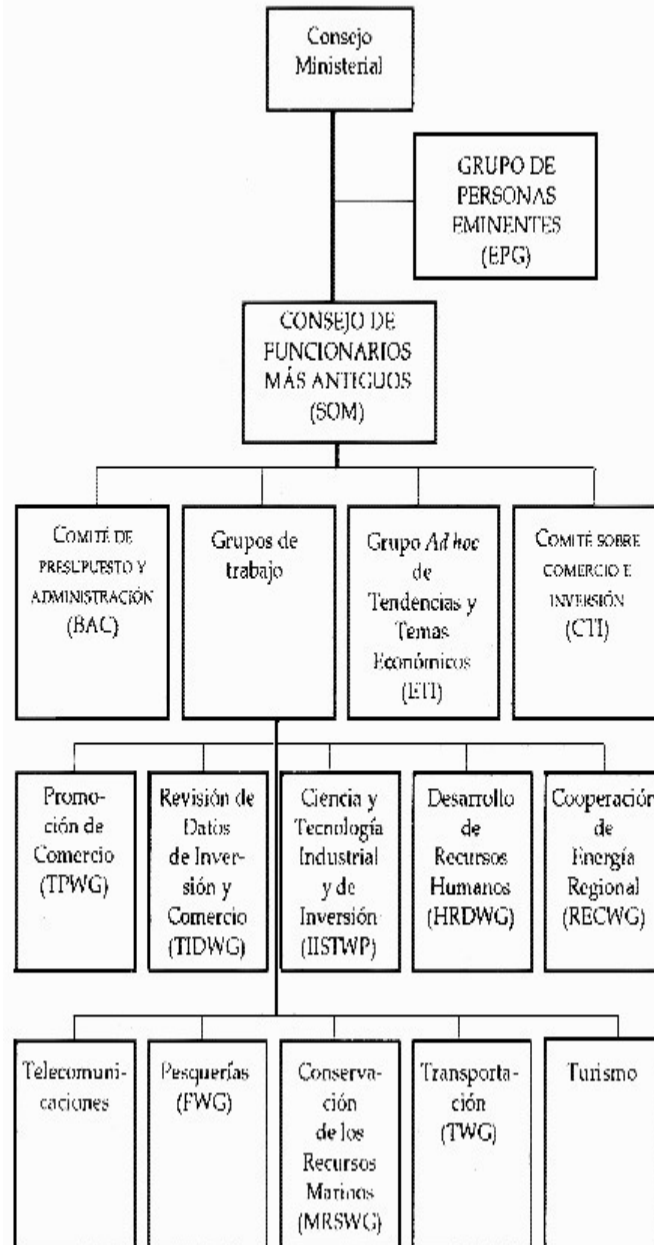 Consejo
Ministerial
GRUPO DE
PERSONAS
EMINENTES
(EPG)
CONSEJO DE
FUNCIONARIOS
MÁS ANTIGUOS
(SOM)
COMITÉ DE
PRESUPUESTO Y
ADMINISTRACIÓN
(BAC)
Grupos de
trabajo
Grupo Ad hoc
de
Tendencias y
Temas
Económicos
(ETI)
COMITÉ SOBRE
COMERCIO E
INVERSIÓN
(CTI)
Promo-
ción de
Comercio
(TPWG)
Revisión de
Datos
de Inver-
sión y
Comercio
(TIDWG)
Ciencia y
Tecnología
Industrial
y de
Inversión
(IISTWP)
Desarrollo
de
Recursos
Humanos
(HRDWG)
Cooperación
de
Energía
Regional
(RECWG)
Telecomuni-
caciones
Pesquerías
(FWG)
Conserva-
ción
de los
Recursos
Marinos
(MRSWG)
Transporta-
ción
(TWG)
Turismo